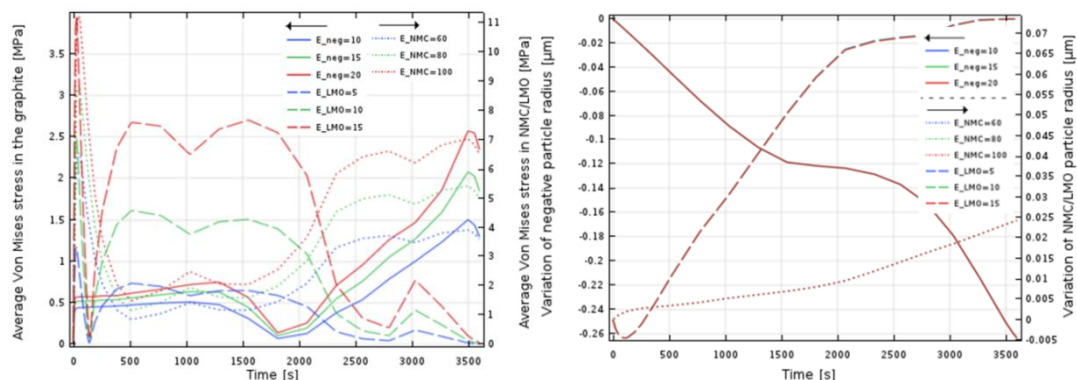 Average Von Mises stress in the graphite [MPa]
3.5
3
2.5
2
1.5
1
0.5
0
0 500 1000 1500 2000 2500 3000 3500
Time [s]
E_neg=10
E_neg=15
E_neg=20
E_LMO=5
E_LMO=10
E_LMO=15
E_NMC=60
E_NMC=80
E_NMC=100
11
10
9
8
7
6
5
4
3
2
1
0
Average Von Mises stress in NMC/LMO [MPa]
Variation of negative particle radius [µm]
0
-0.02
-0.04
-0.06
-0.08
-0.1
-0.12
-0.14
-0.16
-0.18
-0.2
-0.22
-0.24
-0.26
0 500 1000 1500 2000 2500 3000 3500
Time [s]
E_neg=10
E_neg=15
E_neg=20
E_NMC=60
E_NMC=80
E_NMC=100
E_LMO=5
E_LMO=10
E_LMO=15
0.07
0.065
0.06
0.055
0.05
0.045
0.04
0.035
0.03
0.025
0.02
0.015
0.01
0.005
0
-0.005
Variation of NMC/LMO particle radius [µm]